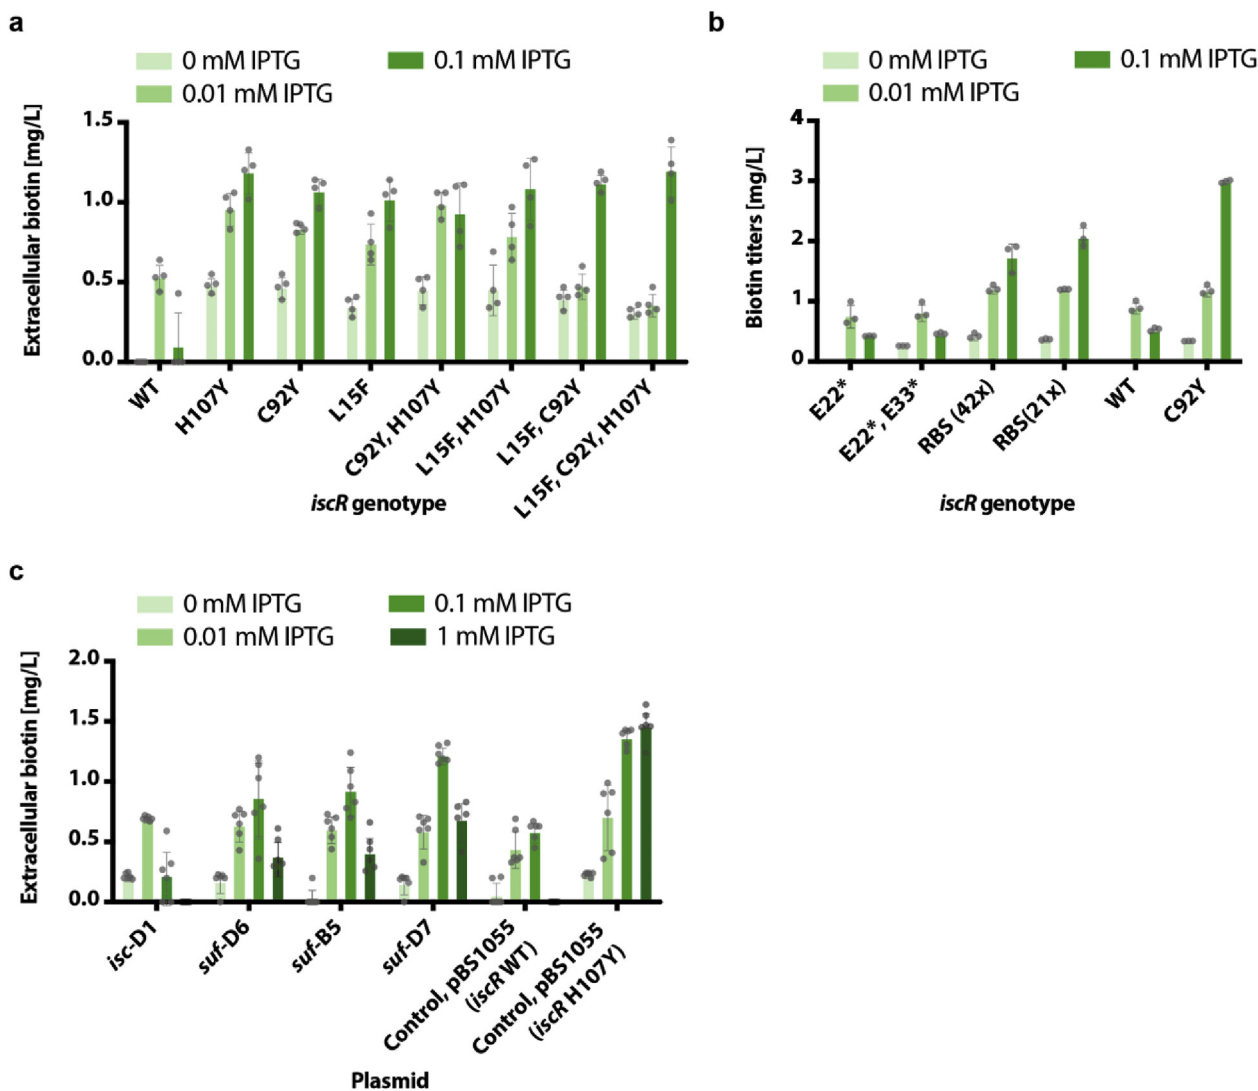 a
0 mM IPTG
0.1 mM IPTG
0.01 mM IPTG
Extracellular biotin [mg/L]
1.5
1.0
0.5
0.0
WT
H107Y
C92Y
L15F
C92Y, H107Y
L15F, H107Y
L15F, C92Y
L15F, C92Y, H107Y
iscR genotype
b
0 mM IPTG
0.1 mM IPTG
0.01 mM IPTG
Biotin titers [mg/L]
4
3
2
1
0
E22*
E22*, E33*
RBS (42x)
RBS(21x)
WT
C92Y
iscR genotype
c
0 mM IPTG
0.1 mM IPTG
0.01 mM IPTG
1 mM IPTG
Extracellular biotin [mg/L]
2.0
1.5
1.0
0.5
0.0
isc-D1
suf-D6
suf-B5
suf-D7
Control, pBS1055
(iscR WT)
Control, pBS1055
(iscR H107Y)
Plasmid